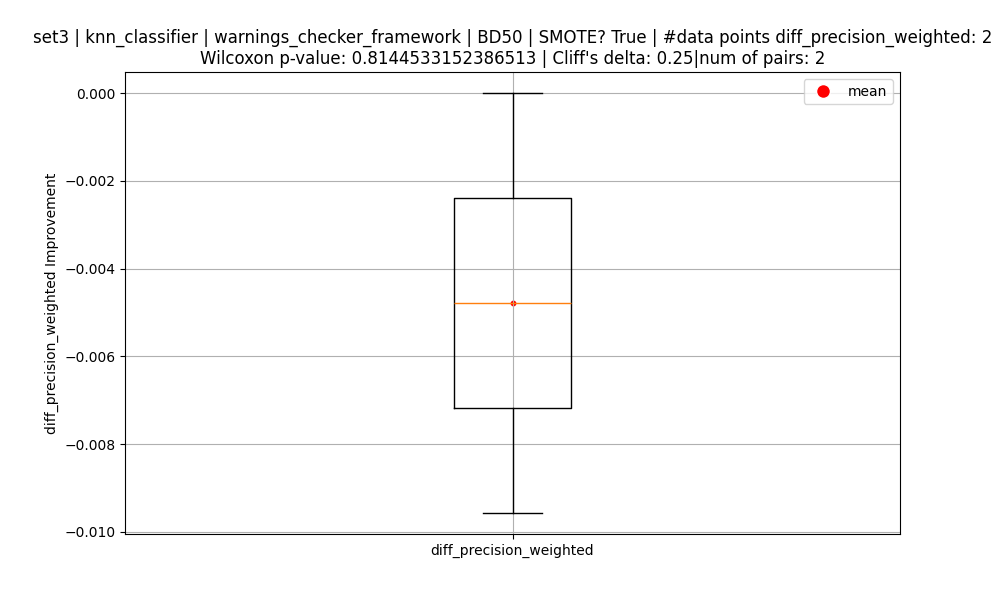 set3 | knn_classifier | warnings_checker_framework | BD50 | SMOTE? True | #data points diff_precision_weighted: 2
Wilcoxon p-value: 0.8144533152386513 | Cliff's delta: 0.25|num of pairs: 2
mean
0.000
−0.002
−0.004
−0.006
−0.008
−0.010
diff_precision_weighted Improvement
diff_precision_weighted